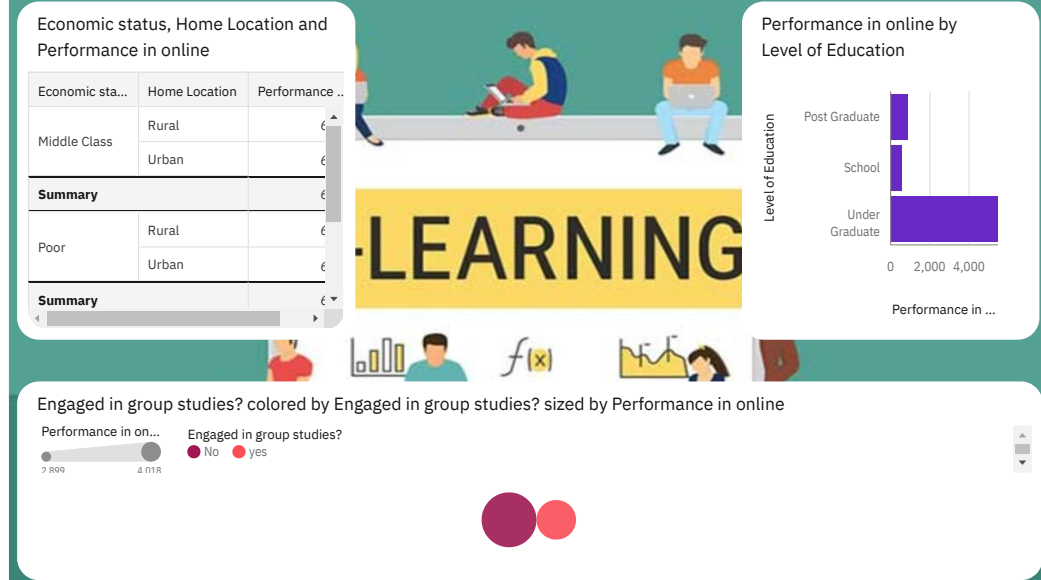 Economic status, Home Location and
Performance in online
Economic sta... Home Location Performance ..
Middle Class
Rural
Urban
Summary
Poor
Rural
Urban
Summary
-LEARNING
f(x)
Performance in online by
Level of Education
Level of Education
Post Graduate
School
Under
Graduate
0 2,000 4,000
Performance in ...
Engaged in group studies? colored by Engaged in group studies? sized by Performance in online
Performance in on...
2,899 4,018
Engaged in group studies?
No yes